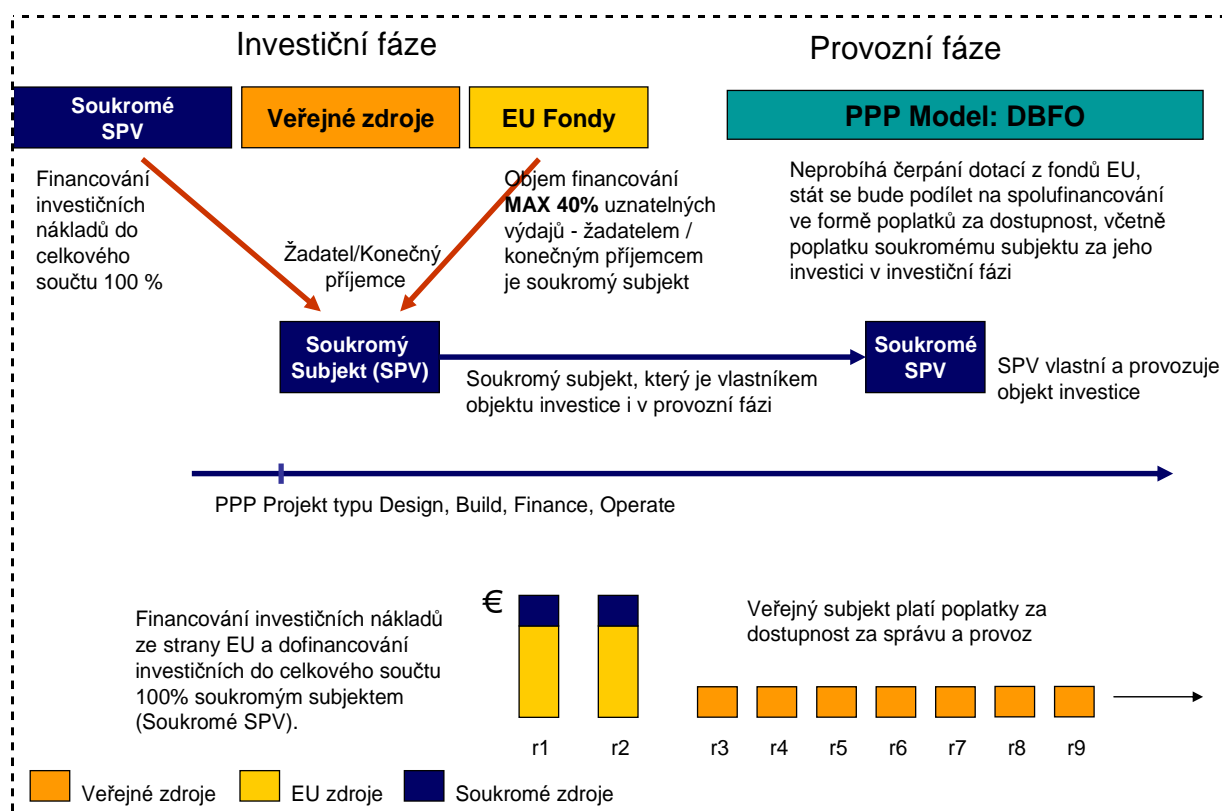 Investiční fáze
Provozní fáze
Soukromé
SPV
Veřejné zdroje
EU Fondy
PPP Model: DBFO
Financování
investičních
nákladů do
celkového
součtu 100 %
Žadatel/Konečný
příjemce
Objem financování
MAX 40% uznatelných
výdajů - žadatelem /
konečným příjemcem
je soukromý subjekt
Neprobíhá čerpání dotací z fondů EU,
stát se bude podílet na spolufinancování
ve formě poplatků za dostupnost, včetně
poplatku soukromému subjektu za jeho
investici v investiční fázi
Soukromý
Subjekt (SPV)
Soukromý subjekt, který je vlastníkem
objektu investice i v provozní fázi
Soukromé
SPV
SPV vlastní a provozuje
objekt investice
PPP Projekt typu Design, Build, Finance, Operate
Financování investičních nákladů
ze strany EU a dofinancování
investičních do celkového součtu
100% soukromým subjektem
(Soukromé SPV).
€
Veřejný subjekt platí poplatky za
dostupnost za správu a provoz
r1 r2 r3 r4 r5 r6 r7 r8 r9
Veřejné zdroje EU zdroje Soukromé zdroje